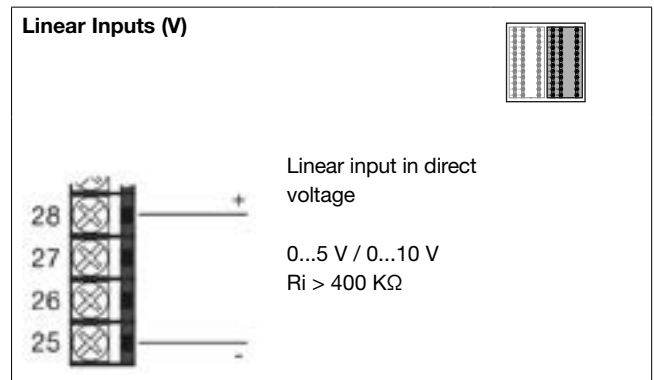 Linear Inputs (V)
Linear input in direct
voltage
28
+
27
0...5 V / 0...10 V
Ri > 400 KΩ
26
25
-